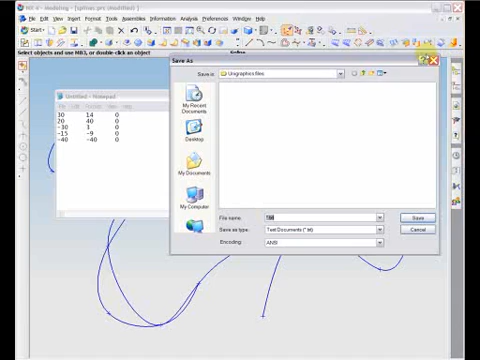 NX 4 - Modeling - [splines.prt (Modified)]
File Edit View Insert Format Tools Assemblies Information Analysis Preferences Window Help
Start
Select objects and use MB3, or double-click an object
Spline
Save As
Save in:
Unigraphics files
Untitled - Notepad
File Edit Format View Help
30 14 0
20 40 0
-30 1 0
-15 -9 0
-40 -40 0
My Recent Documents
Desktop
My Documents
My Computer
File name:
Save
Save as type:
Text Documents (*.txt)
Cancel
Encoding:
ANSI